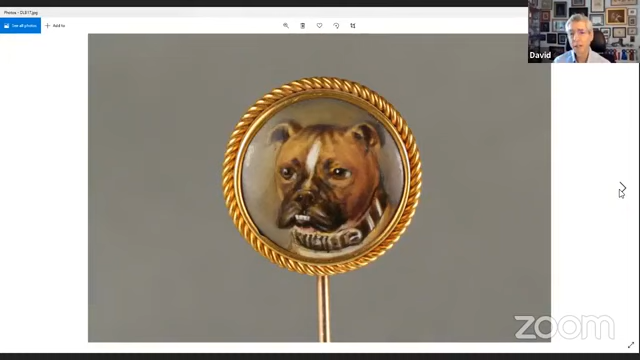 Photos - DLB17.jpg
See all photos
Add to
David
zoom